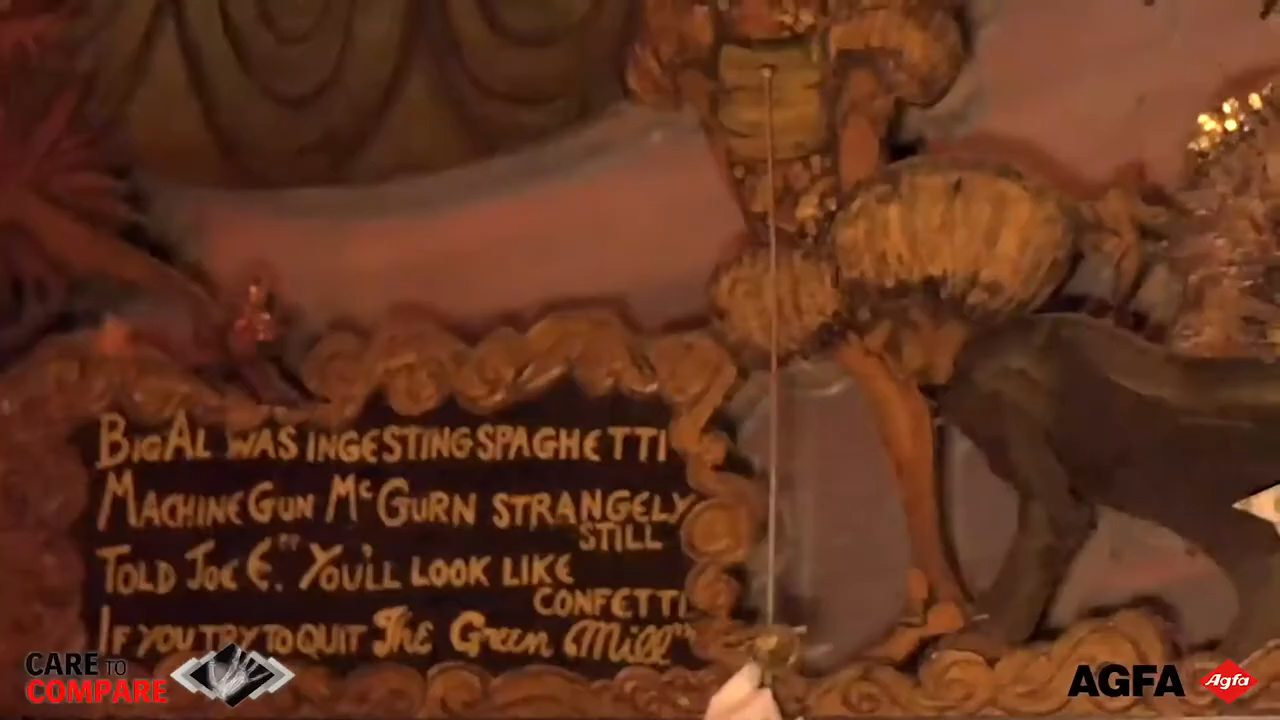 BIG AL WAS INGESTING SPAGHETTI
MACHINE GUN McGURN STRANGELY
STILL
TOLD JOE E. "YOU'LL LOOK LIKE
CONFETTI
IF YOU TRY TO QUIT The Green Mill"
CARE TO
COMPARE
AGFA
Agfa